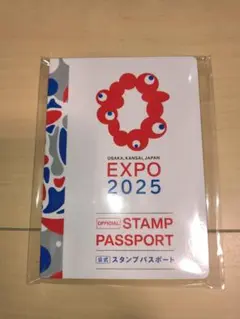 OSAKA, KANSAI, JAPAN
EXPO
2025
OFFICIAL STAMP
PASSPORT
公式 スタンプパスポート